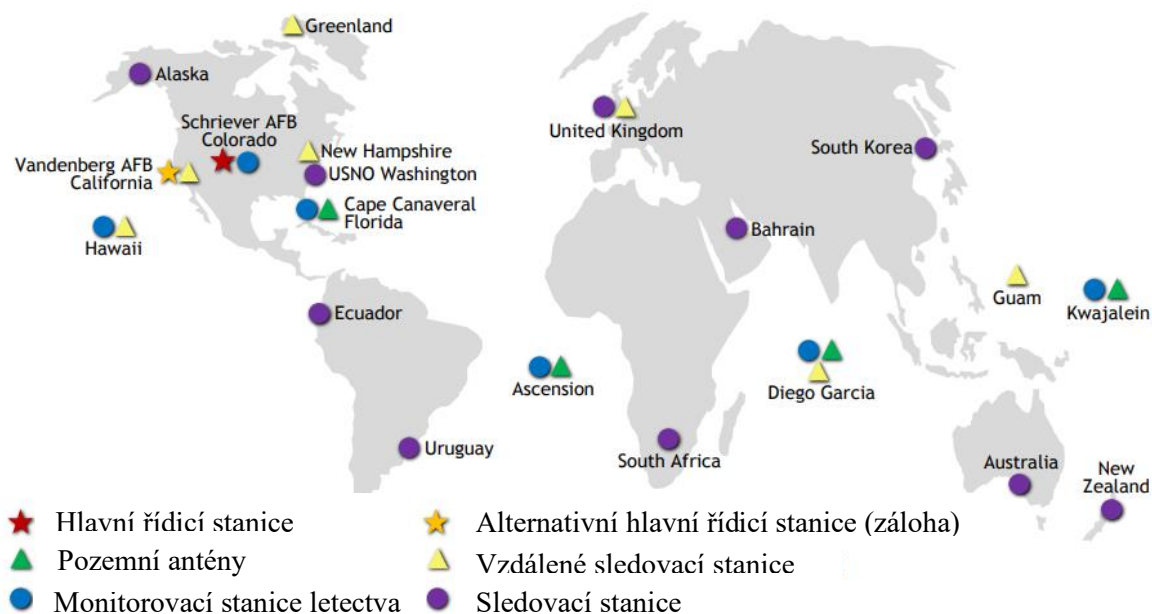 Greenland
Alaska
Schriever AFB
Colorado
Vandenberg AFB
California
New Hampshire
USNO Washington
Cape Canaveral
Florida
Hawaii
United Kingdom
South Korea
Bahrain
Guam
Kwajalein
Ecuador
Ascension
Diego Garcia
Uruguay
South Africa
Australia
New
Zealand
Hlavní řídicí stanice
Alternativní hlavní řídicí stanice (záloha)
Pozemní antény
Vzdálené sledovací stanice
Monitorovací stanice letectva
Sledovací stanice